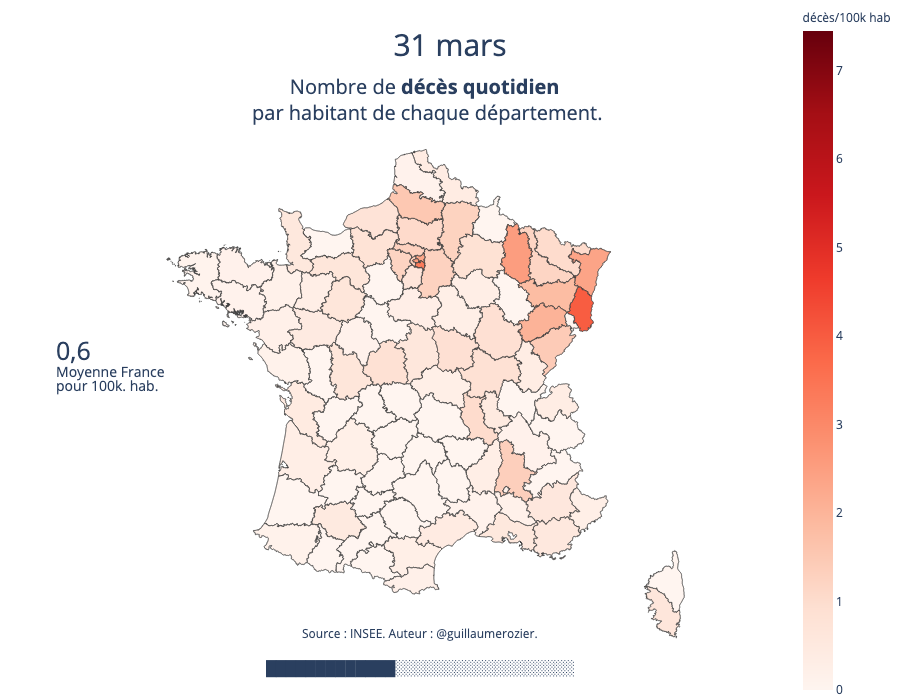 décès/100k hab
31 mars
Nombre de décès quotidien
par habitant de chaque département.
7
6
5
4
3
2
1
0
0,6
Moyenne France
pour 100k. hab.
Source : INSEE. Auteur : @guillaumerozier.